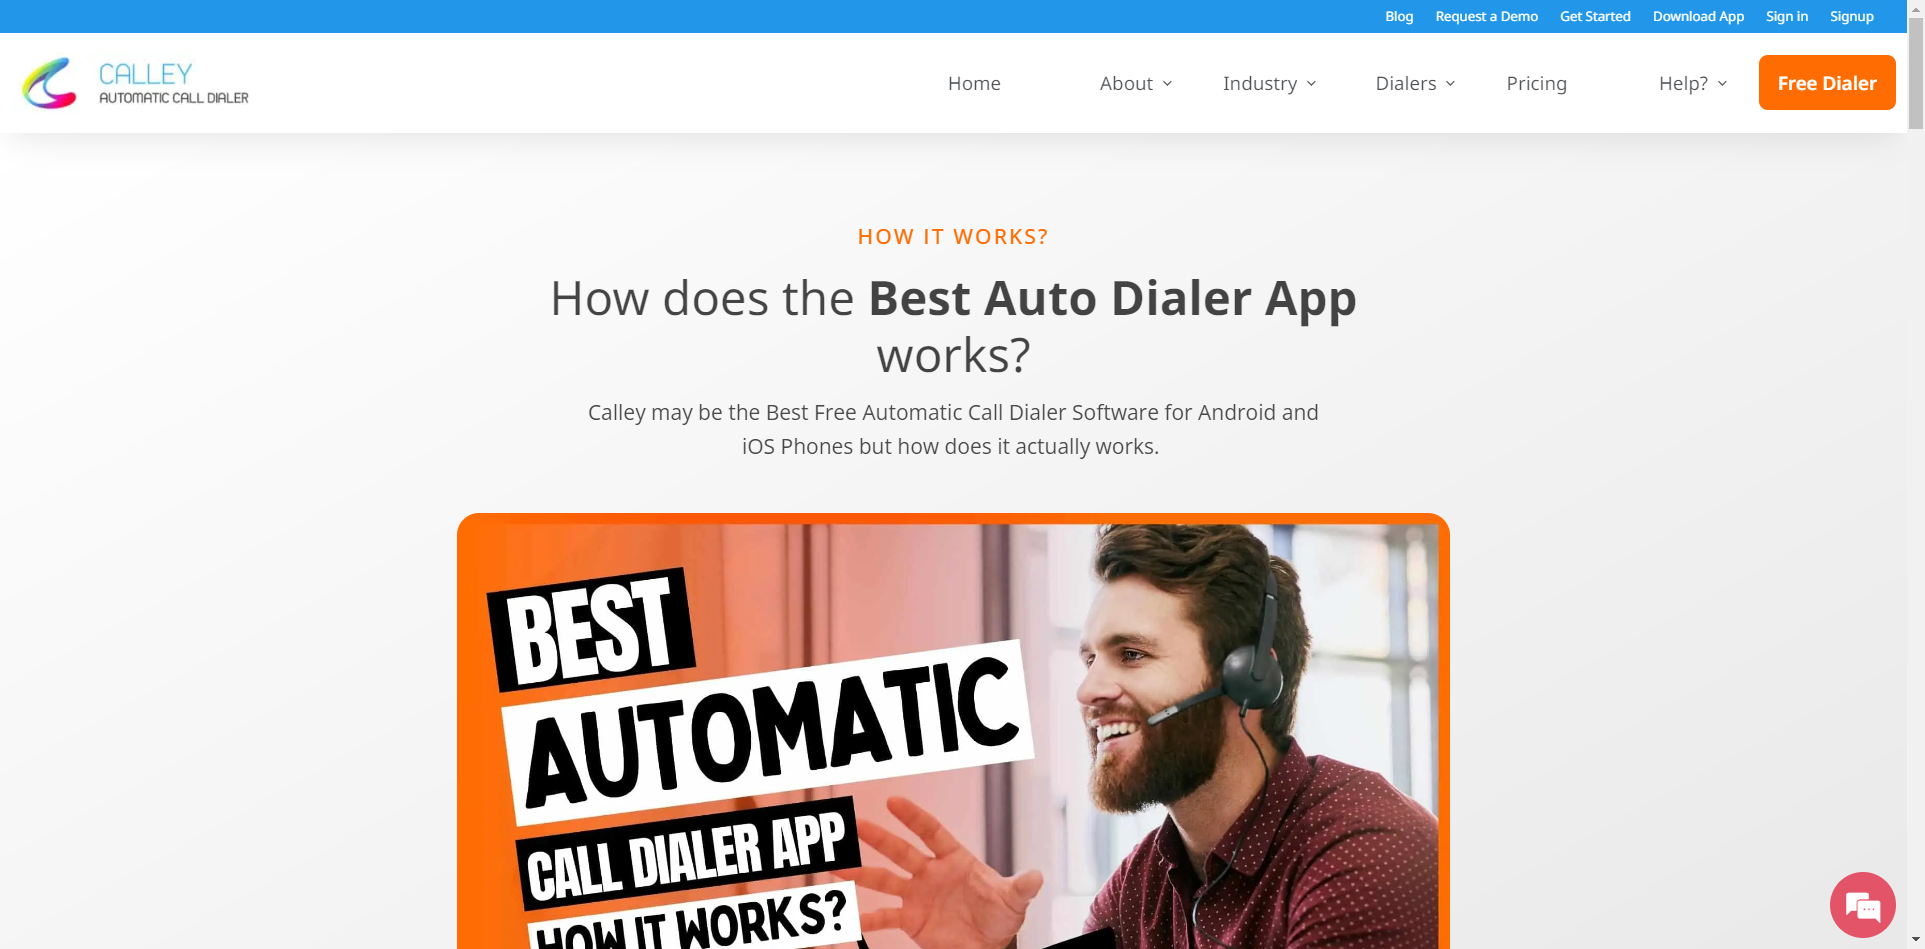 Blog Request a Demo Get Started Download App Sign in Signup
CALLEY
AUTOMATIC CALL DIALER
Home About Industry Dialers Pricing Help? Free Dialer
HOW IT WORKS?
How does the Best Auto Dialer App
works?
Calley may be the Best Free Automatic Call Dialer Software for Android and
iOS Phones but how does it actually works.
BEST
AUTOMATIC
CALL DIALER APP
HOW IT WORKS?